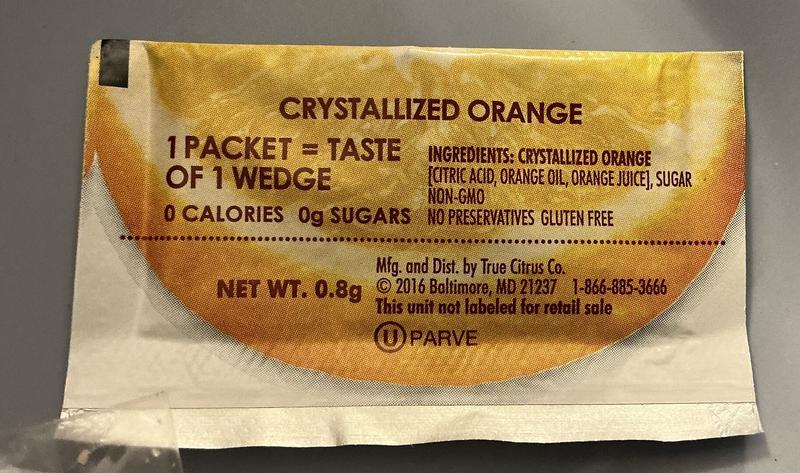 CRYSTALLIZED ORANGE
1 PACKET = TASTE
OF 1 WEDGE
0 CALORIES 0g SUGARS
INGREDIENTS: CRYSTALLIZED ORANGE
[CITRIC ACID, ORANGE OIL, ORANGE JUICE], SUGAR
NON-GMO
NO PRESERVATIVES GLUTEN FREE
NET WT. 0.8g
Mfg. and Dist. by True Citrus Co.
© 2016 Baltimore, MD 21237 1-866-885-3666
This unit not labeled for retail sale
U PARVE